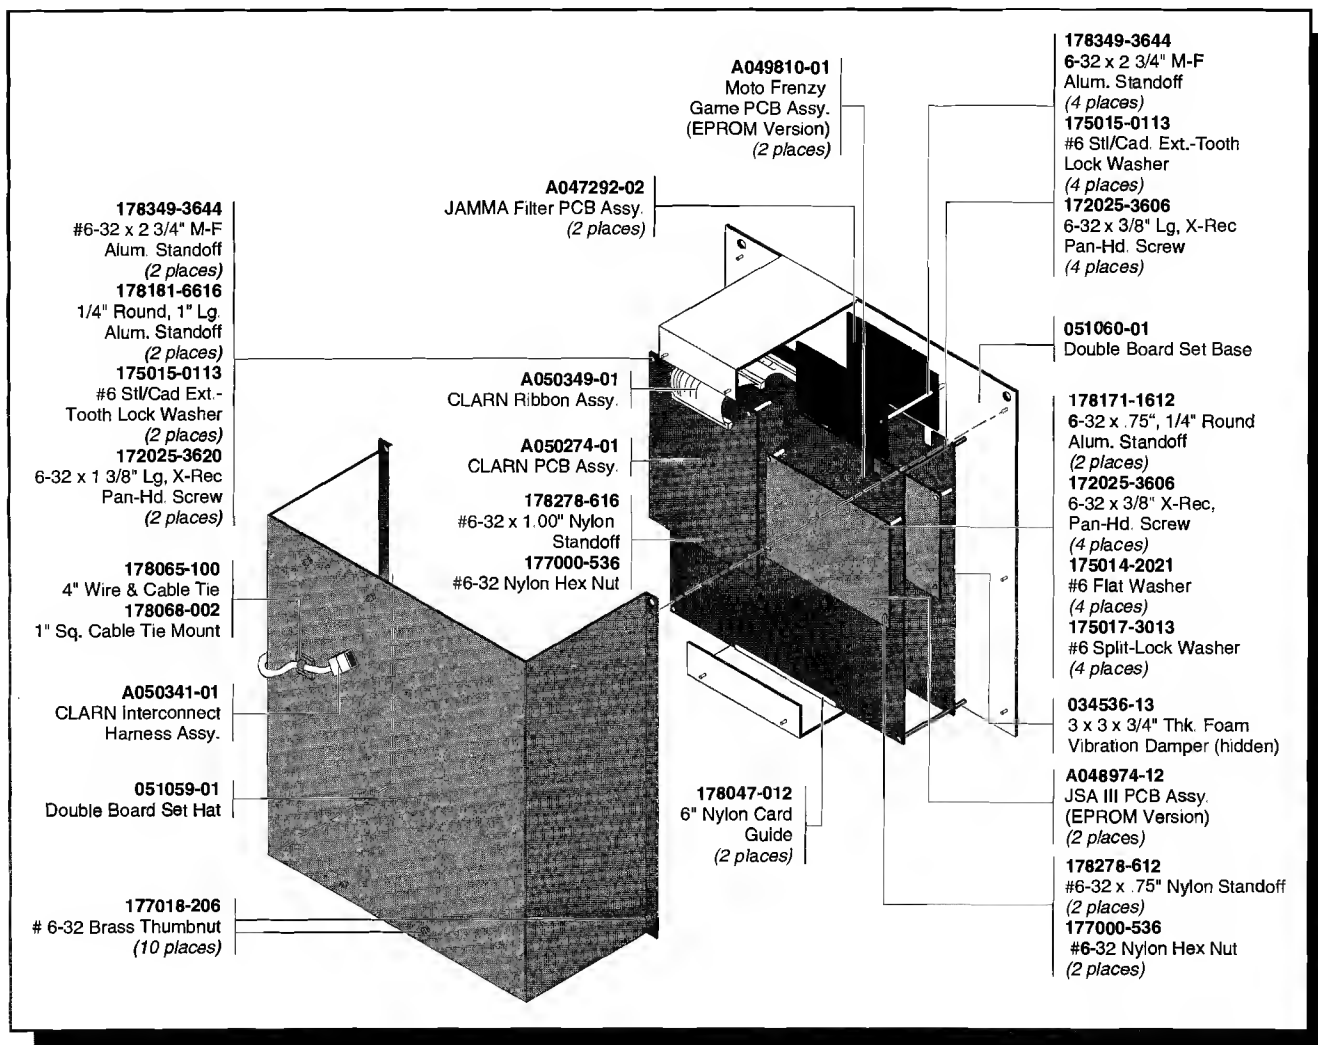 178349-3644
#6-32 x 2 3/4" M-F
Alum. Standoff
(2 places)
178181-6616
1/4" Round, 1" Lg.
Alum. Standoff
(2 places)
175015-0113
#6 Stl/Cad Ext.-
Tooth Lock Washer
(2 places)
172025-3620
6-32 x 1 3/8" Lg, X-Rec
Pan-Hd. Screw
(2 places)
178065-100
4" Wire & Cable Tie
178068-002
1" Sq. Cable Tie Mount
A050341-01
CLARN Interconnect
Harness Assy.
051059-01
Double Board Set Hat
177018-206
# 6-32 Brass Thumbnut
(10 places)
A049810-01
Moto Frenzy
Game PCB Assy.
(EPROM Version)
(2 places)
A047292-02
JAMMA Filter PCB Assy.
(2 places)
A050349-01
CLARN Ribbon Assy.
A050274-01
CLARN PCB Assy.
178278-616
#6-32 x 1.00" Nylon
Standoff
177000-536
#6-32 Nylon Hex Nut
178047-012
6" Nylon Card
Guide
(2 places)
178349-3644
6-32 x 2 3/4" M-F
Alum. Standoff
(4 places)
175015-0113
#6 Stl/Cad. Ext.-Tooth
Lock Washer
(4 places)
172025-3606
6-32 x 3/8" Lg, X-Rec
Pan-Hd. Screw
(4 places)
051060-01
Double Board Set Base
178171-1612
6-32 x .75", 1/4" Round
Alum. Standoff
(2 places)
172025-3606
6-32 x 3/8" X-Rec,
Pan-Hd. Screw
(4 places)
175014-2021
#6 Flat Washer
(4 places)
175017-3013
#6 Split-Lock Washer
(4 places)
034536-13
3 x 3 x 3/4" Thk. Foam
Vibration Damper (hidden)
A048974-12
JSA III PCB Assy.
(EPROM Version)
(2 places)
178278-612
#6-32 x .75" Nylon Standoff
(2 places)
177000-536
#6-32 Nylon Hex Nut
(2 places)